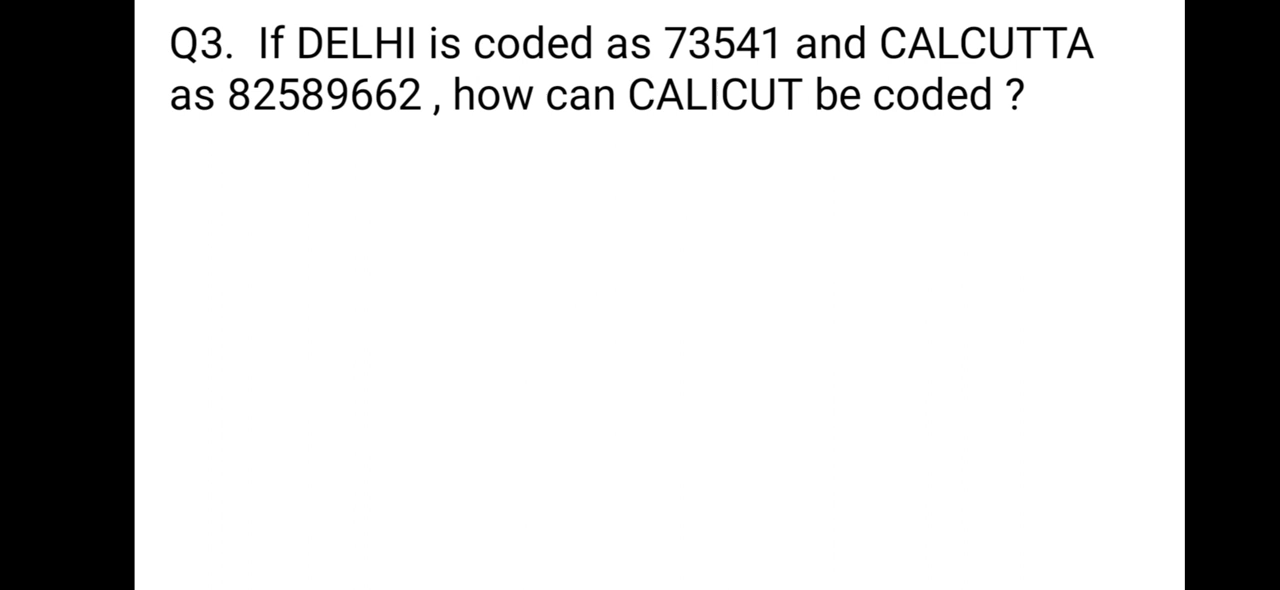 Q3. If DELHI is coded as 73541 and CALCUTTA
as 82589662 , how can CALICUT be coded ?